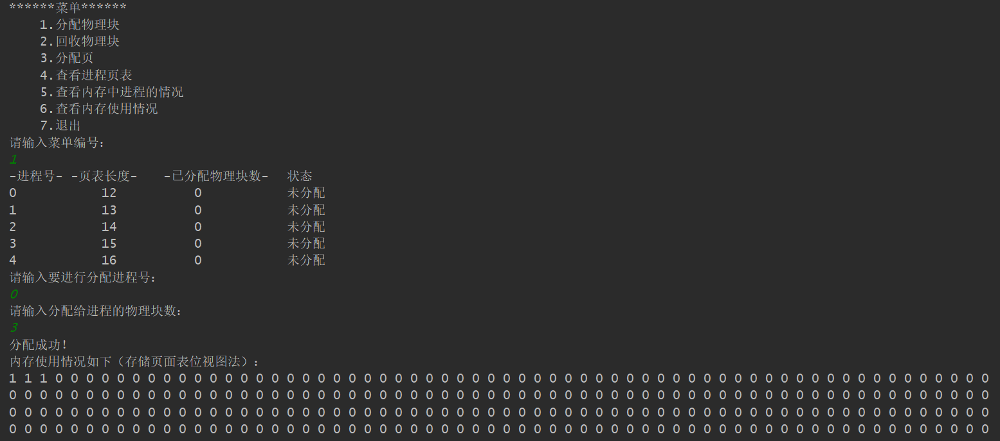 ******菜单******
1.分配物理块
2.回收物理块
3.分配页
4.查看进程页表
5.查看内存中进程的情况
6.查看内存使用情况
7.退出
请输入菜单编号:
1
-进程号- -页表长度- -已分配物理块数- 状态
0 12 0 未分配
1 13 0 未分配
2 14 0 未分配
3 15 0 未分配
4 16 0 未分配
请输入要进行分配进程号:
0
请输入分配给进程的物理块数:
3
分配成功!
内存使用情况如下（存储页面表位视图法）:
1 1 1 0 0 0 0 0 0 0 0 0 0 0 0 0 0 0 0 0 0 0 0 0 0 0 0 0 0 0 0 0 0 0 0 0 0 0 0 0 0 0 0 0 0 0 0 0 0 0 0 0 0 0 0 0 0 0 0 0 0 0 0 0
0 0 0 0 0 0 0 0 0 0 0 0 0 0 0 0 0 0 0 0 0 0 0 0 0 0 0 0 0 0 0 0 0 0 0 0 0 0 0 0 0 0 0 0 0 0 0 0 0 0 0 0 0 0 0 0 0 0 0 0 0 0 0 0
0 0 0 0 0 0 0 0 0 0 0 0 0 0 0 0 0 0 0 0 0 0 0 0 0 0 0 0 0 0 0 0 0 0 0 0 0 0 0 0 0 0 0 0 0 0 0 0 0 0 0 0 0 0 0 0 0 0 0 0 0 0 0 0
0 0 0 0 0 0 0 0 0 0 0 0 0 0 0 0 0 0 0 0 0 0 0 0 0 0 0 0 0 0 0 0 0 0 0 0 0 0 0 0 0 0 0 0 0 0 0 0 0 0 0 0 0 0 0 0 0 0 0 0 0 0 0 0